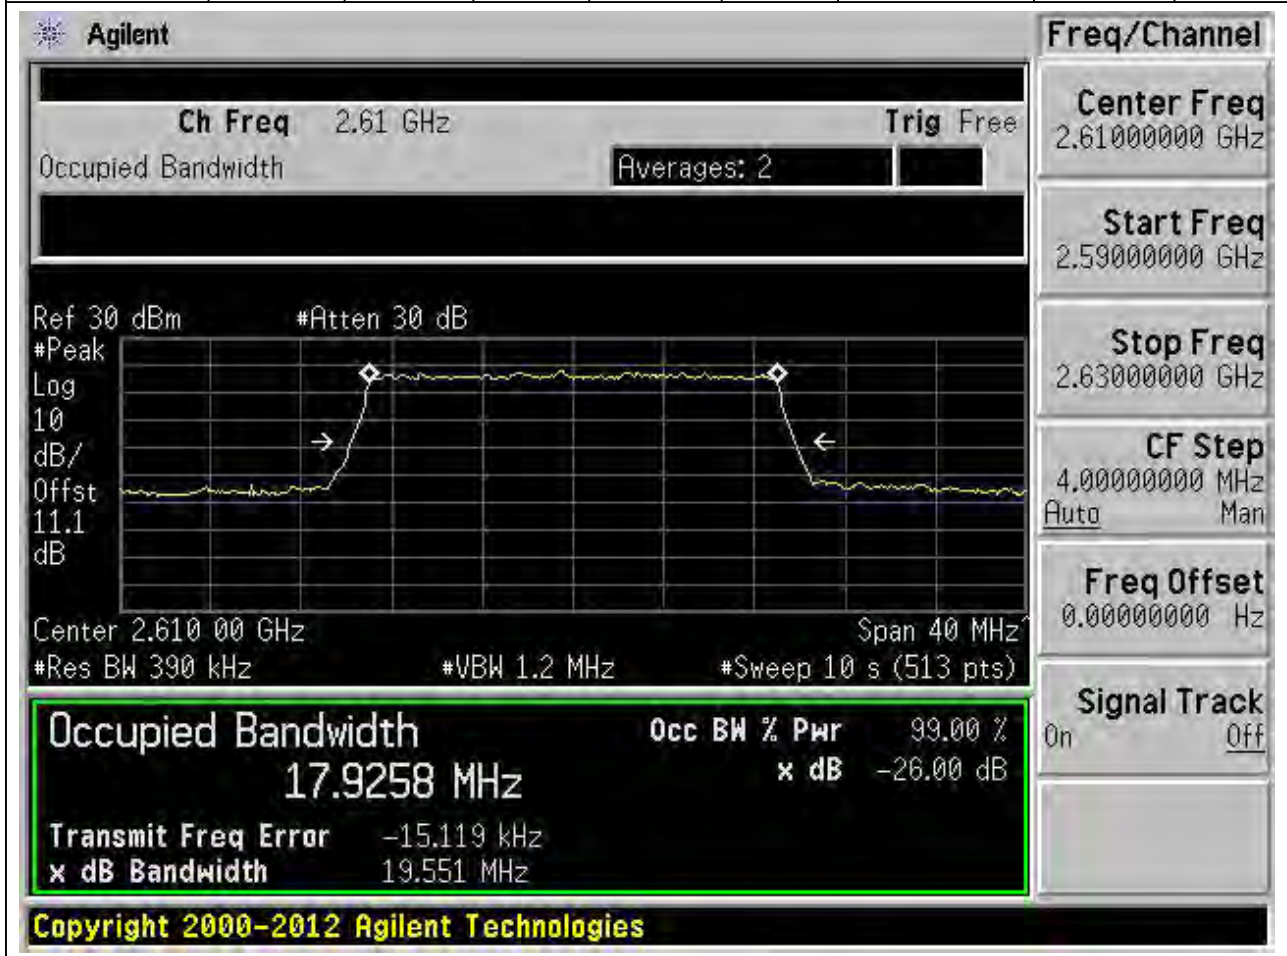 Agilent
Freq/Channel
Ch Freq 2.61 GHz Trig Free
Occupied Bandwidth Averages: 2
Center Freq
2.61000000 GHz
Start Freq
2.59000000 GHz
Stop Freq
2.63000000 GHz
CF Step
4.00000000 MHz
Auto Man
Freq Offset
0.00000000 Hz
Signal Track
On Off
Ref 30 dBm #Atten 30 dB
#Peak
Log
10
dB/
Offst
11.1
dB
Center 2.610 00 GHz Span 40 MHz^
#Res BW 390 kHz #VBW 1.2 MHz #Sweep 10 s (513 pts)
Occupied Bandwidth Occ BW % Pwr 99.00 %
17.9258 MHz x dB -26.00 dB
Transmit Freq Error -15.119 kHz
x dB Bandwidth 19.551 MHz
Copyright 2000-2012 Agilent Technologies